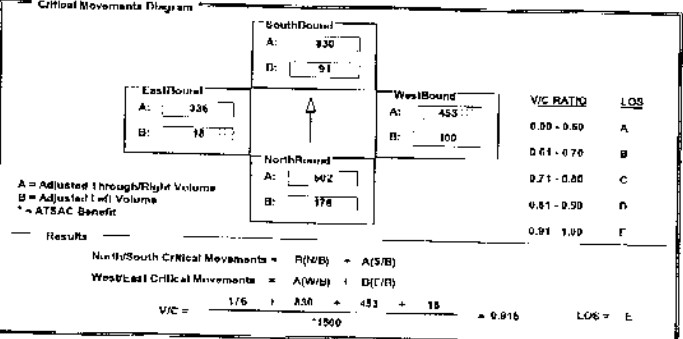 Critical Movements Diagram
SouthBound
A: 830
B: 91
EastBound
A: 336
B: 18
WestBound
A: 453
B: 100
NorthBound
A: 602
B: 176
V/C RATIO LOS
0.00 - 0.60 A
0.61 - 0.70 B
0.71 - 0.80 C
0.81 - 0.90 D
0.91 - 1.00 E
A = Adjusted Through/Right Volume
B = Adjusted Left Volume
* = ATSAC Benefit
Results
North/South Critical Movements = B(N/B) + A(S/B)
West/East Critical Movements = A(W/B) + B(E/B)
V/C = 176 + 830 + 453 + 18
*1500
= 0.915 LOS = E